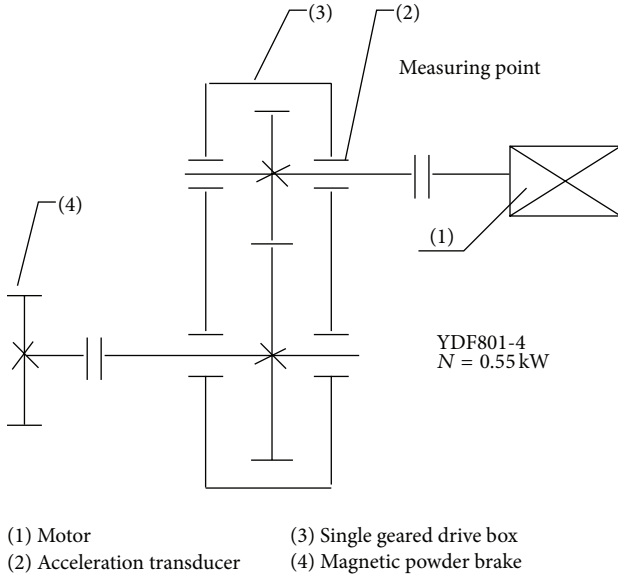 (3)
(2)
Measuring point
(4)
(1)
YDF801-4
N = 0.55 kW
(1) Motor
(3) Single geared drive box
(2) Acceleration transducer
(4) Magnetic powder brake